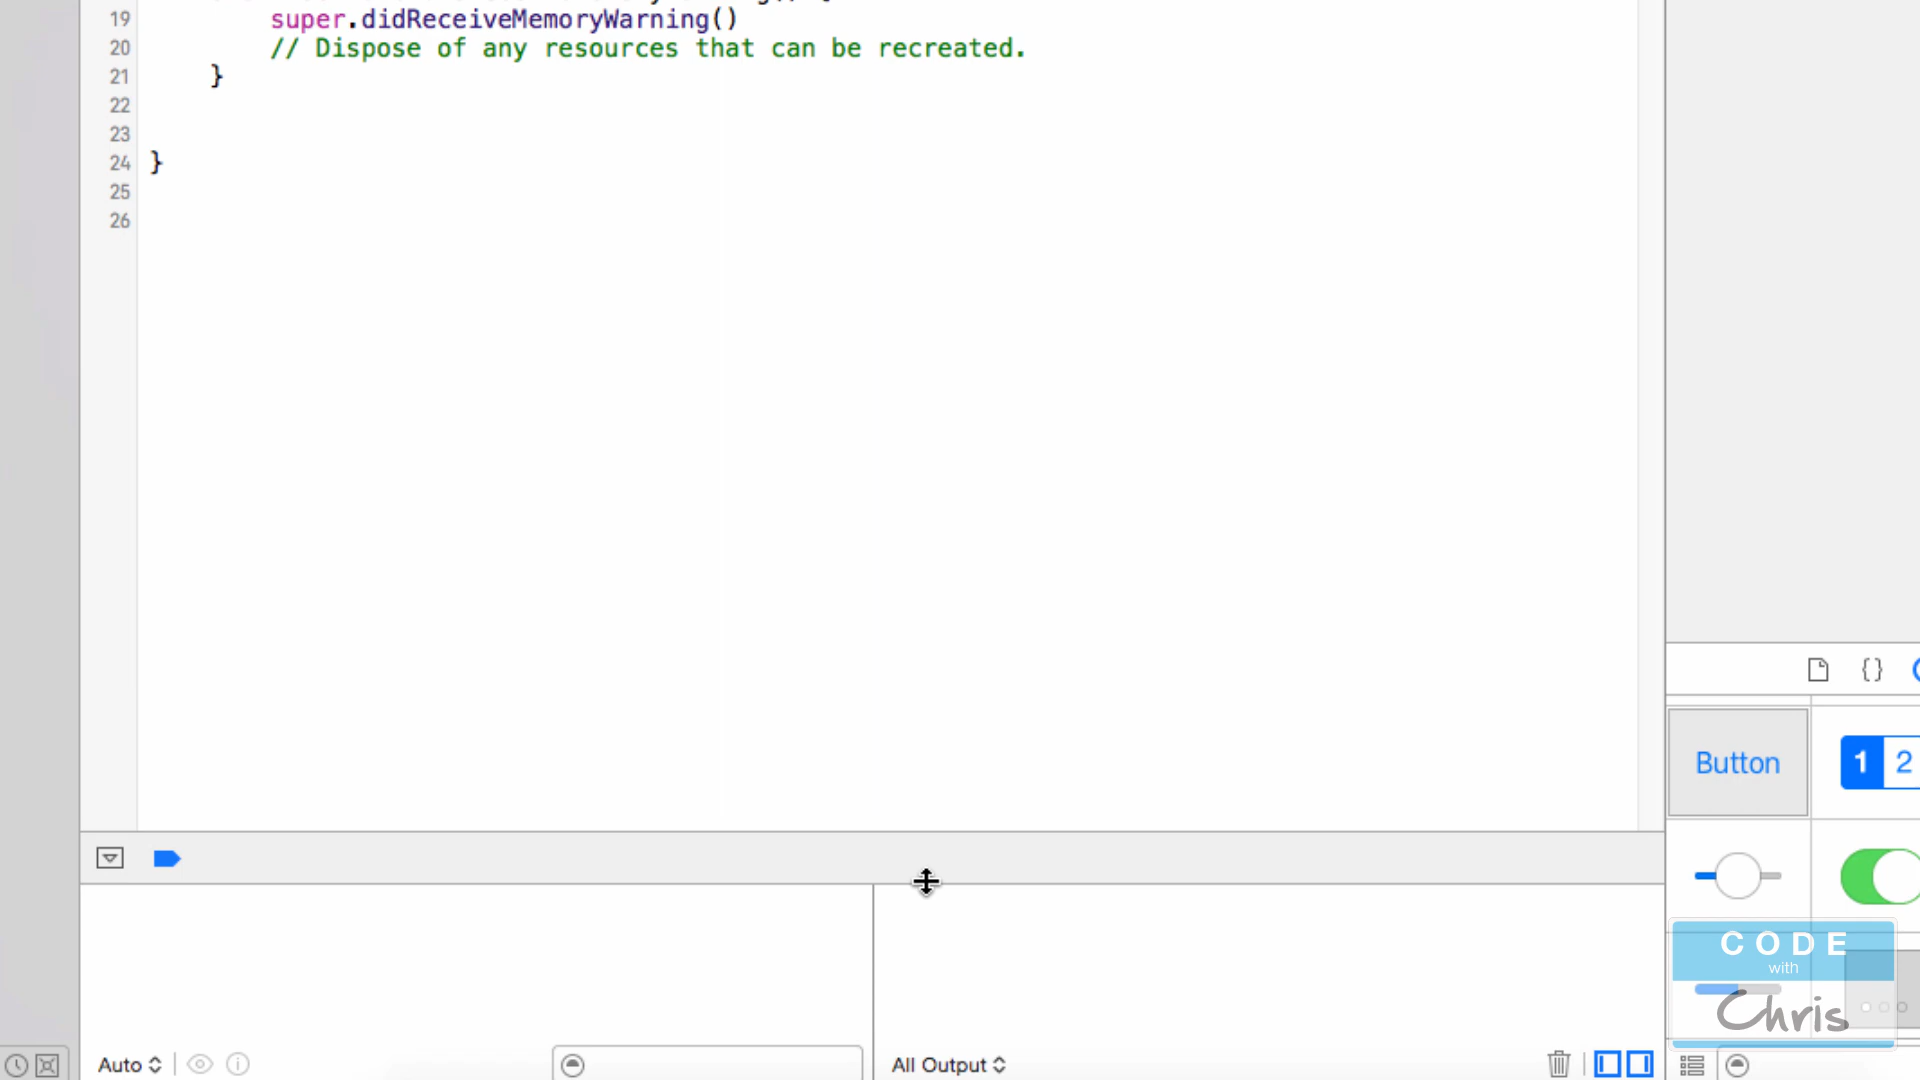 19 super.didReceiveMemoryWarning()
20 // Dispose of any resources that can be recreated.
21 }
22
23
24 }
25
26
{}
Button
1 2
CODE
with
Chris
Auto
All Output